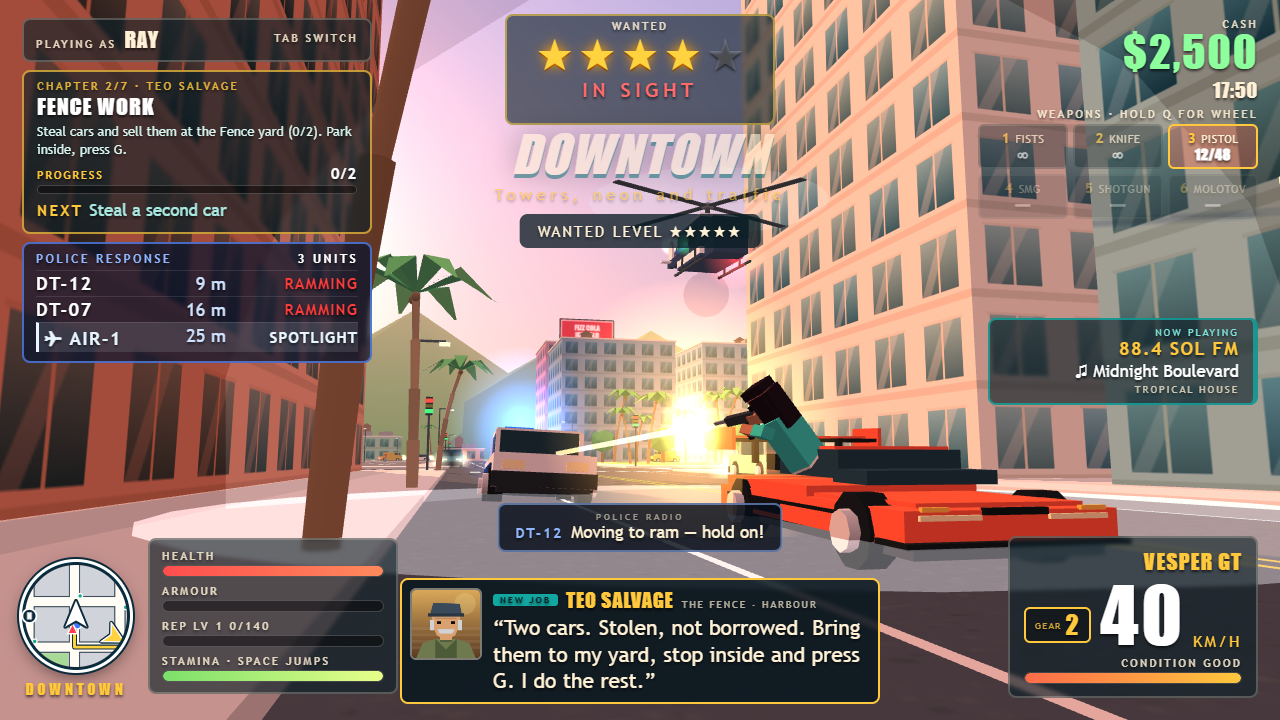 PLAYING AS RAY TAB SWITCH
CHAPTER 2/7 · TEO SALVAGE
FENCE WORK
Steal cars and sell them at the Fence yard (0/2). Park
inside, press G.
PROGRESS 0/2
NEXT Steal a second car
POLICE RESPONSE 3 UNITS
DT-12 9 m RAMMING
DT-07 16 m RAMMING
AIR-1 25 m SPOTLIGHT
WANTED
IN SIGHT
DOWNTOWN
Towers, neon and traffic
WANTED LEVEL ★★★★★
CASH
$2,500
17:50
WEAPONS · HOLD Q FOR WHEEL
1 FISTS ∞
2 KNIFE ∞
3 PISTOL 12/48
4 SMG —
5 SHOTGUN —
6 MOLOTOV —
NOW PLAYING
88.4 SOL FM
♫ Midnight Boulevard
TROPICAL HOUSE
FIZZ COLA
POLICE RADIO
DT-12 Moving to ram — hold on!
HEALTH
ARMOUR
REP LV 1 0/140
STAMINA · SPACE JUMPS
DOWNTOWN
NEW JOB TEO SALVAGE THE FENCE · HARBOUR
“Two cars. Stolen, not borrowed. Bring
them to my yard, stop inside and press
G. I do the rest.”
VESPER GT
GEAR 2 40 KM/H
CONDITION GOOD